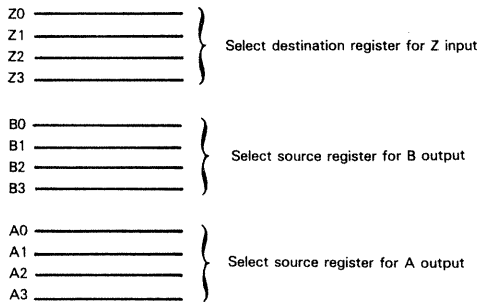 Z0
Z1
Select destination register for Z input
Z2
Z3
B0
B1
Select source register for B output
B2
B3
A0
A1
Select source register for A output
A2
A3